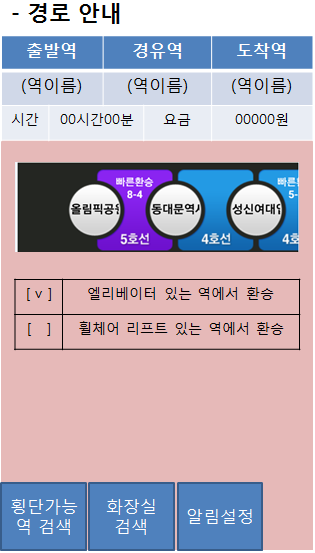 - 경로 안내
출발역 경유역 도착역
(역이름) (역이름) (역이름)
시간 00시간00분 요금 00000원
빠른환승 빠른환
8-4 5-
올림픽공원 동대문역사 성신여대입
5호선 4호선 4호
[ v ] 엘리베이터 있는 역에서 환승
[ ] 휠체어 리프트 있는 역에서 환승
횡단가능
역 검색
화장실
검색
알림설정